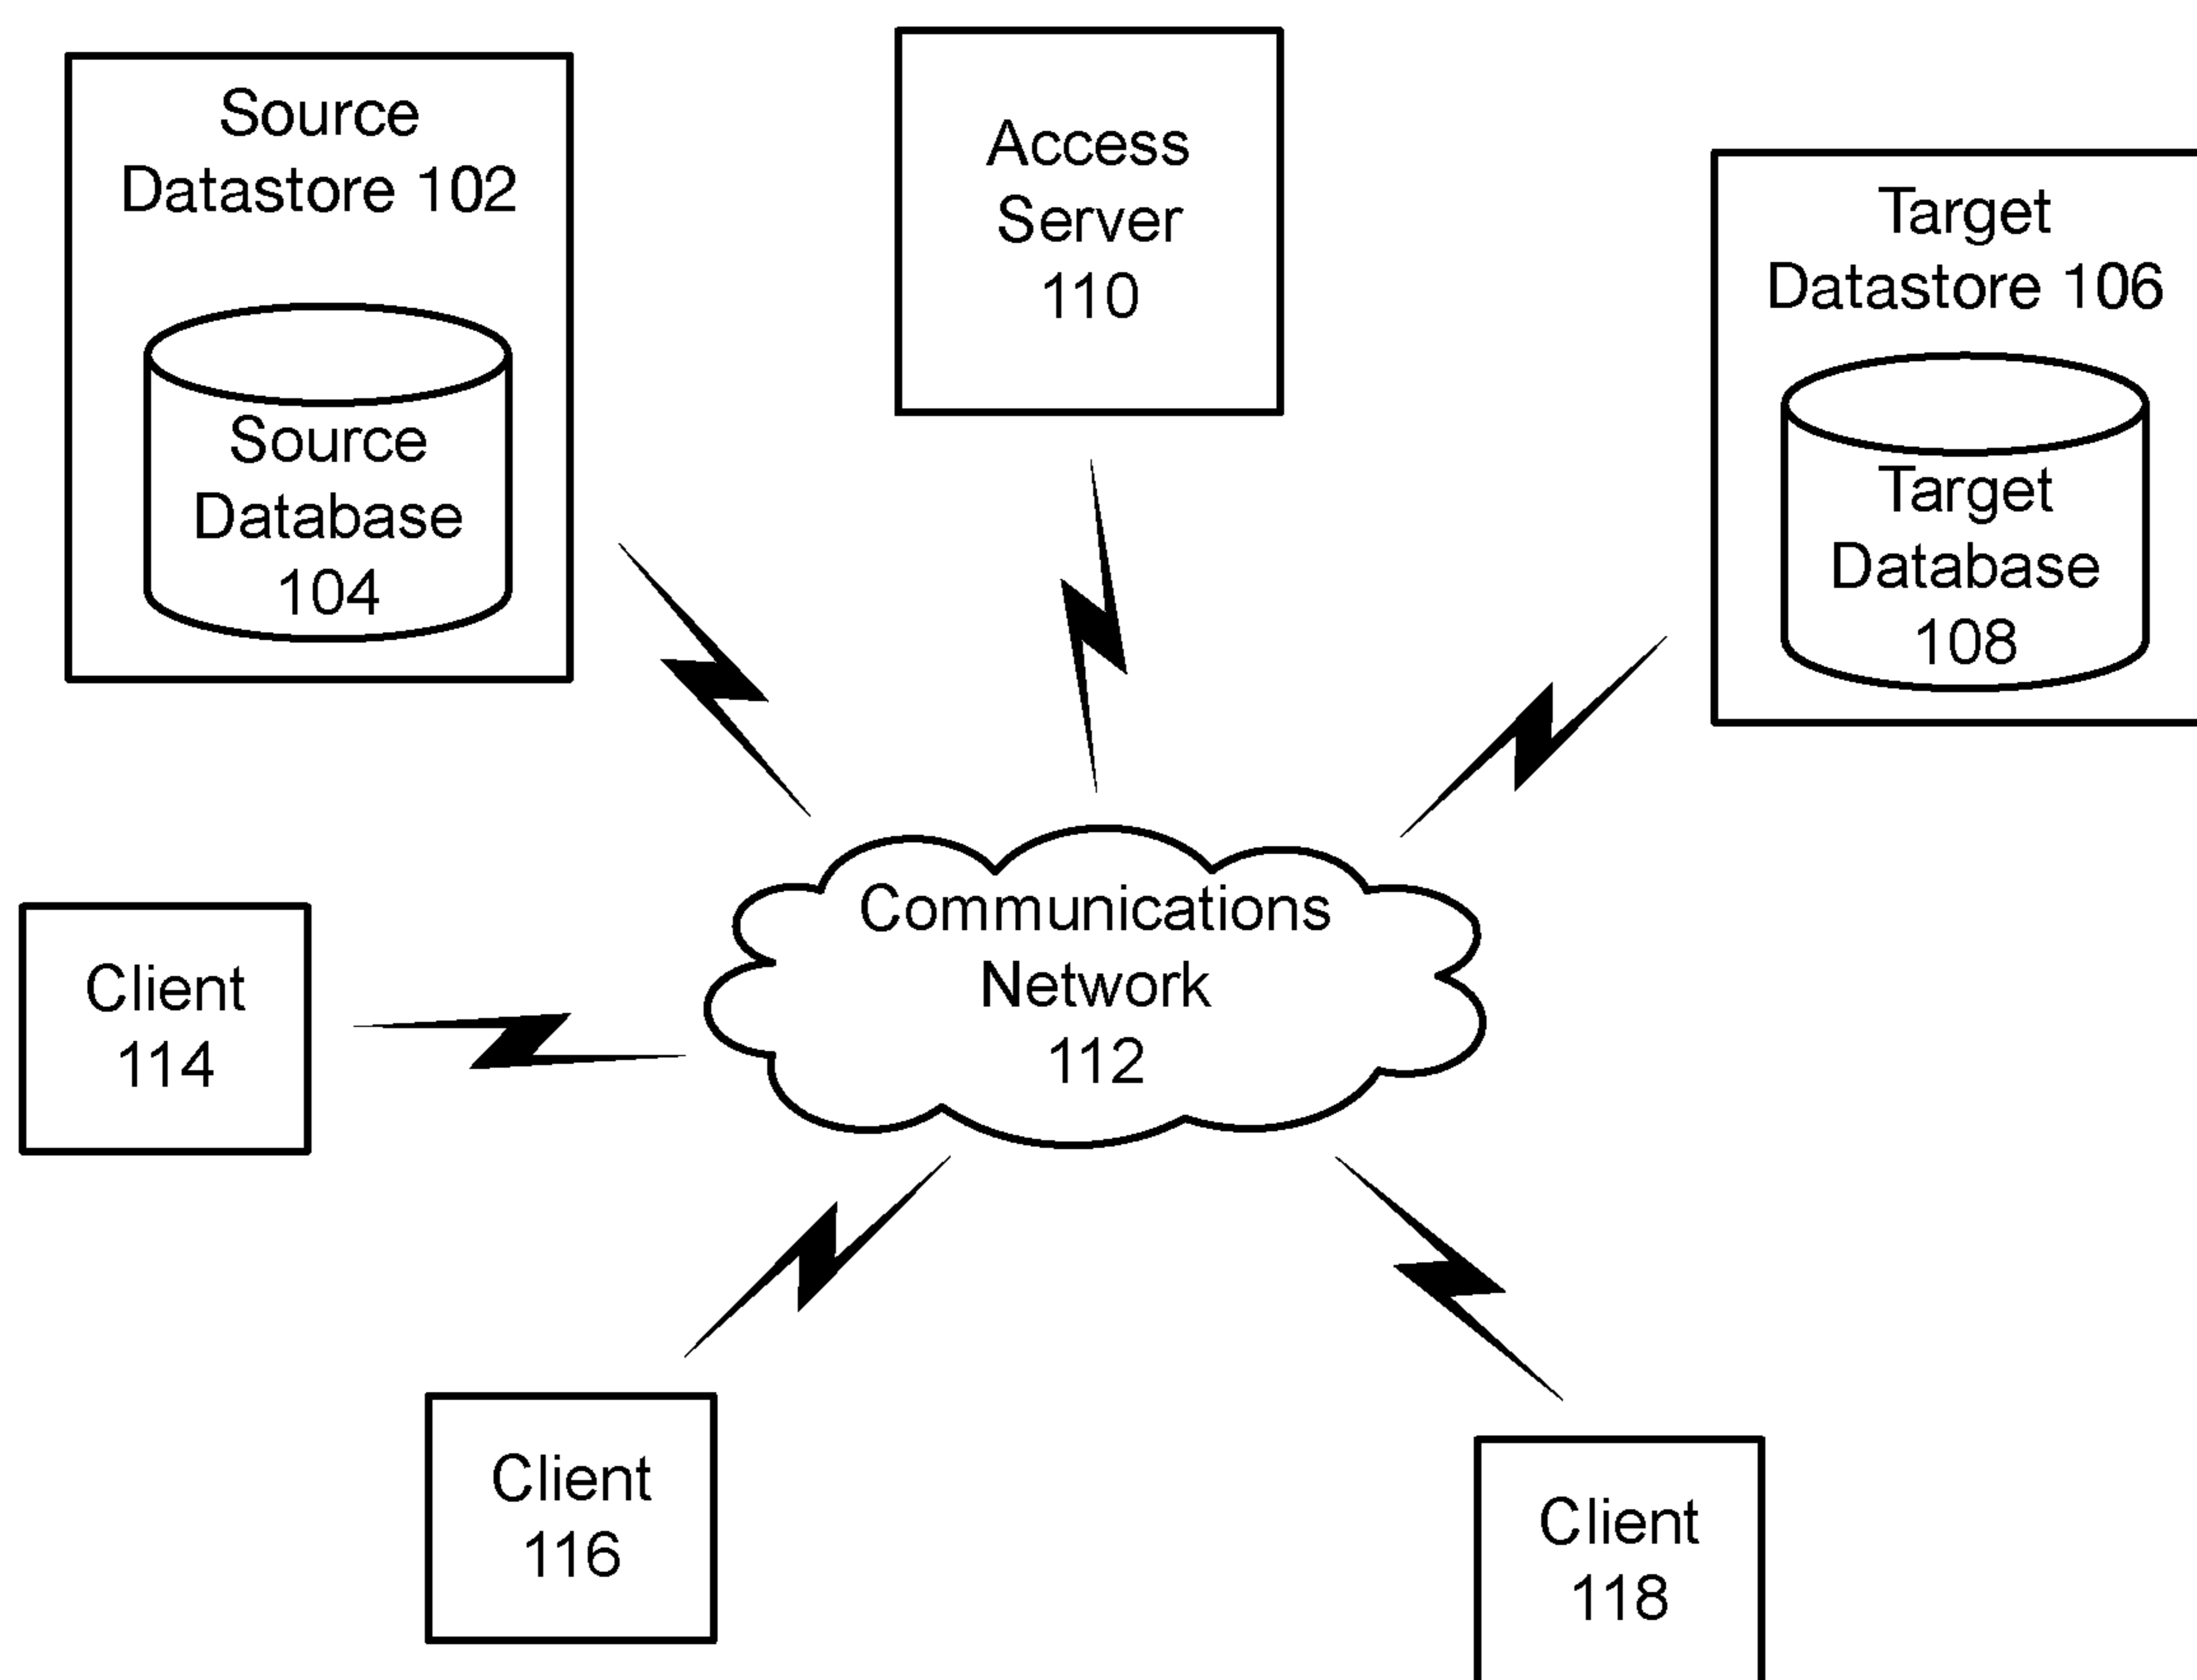 Source
Datastore 102
Source
Database
104
Access
Server
110
Target
Datastore 106
Target
Database
108
Communications
Network
112
Client
114
Client
116
Client
118